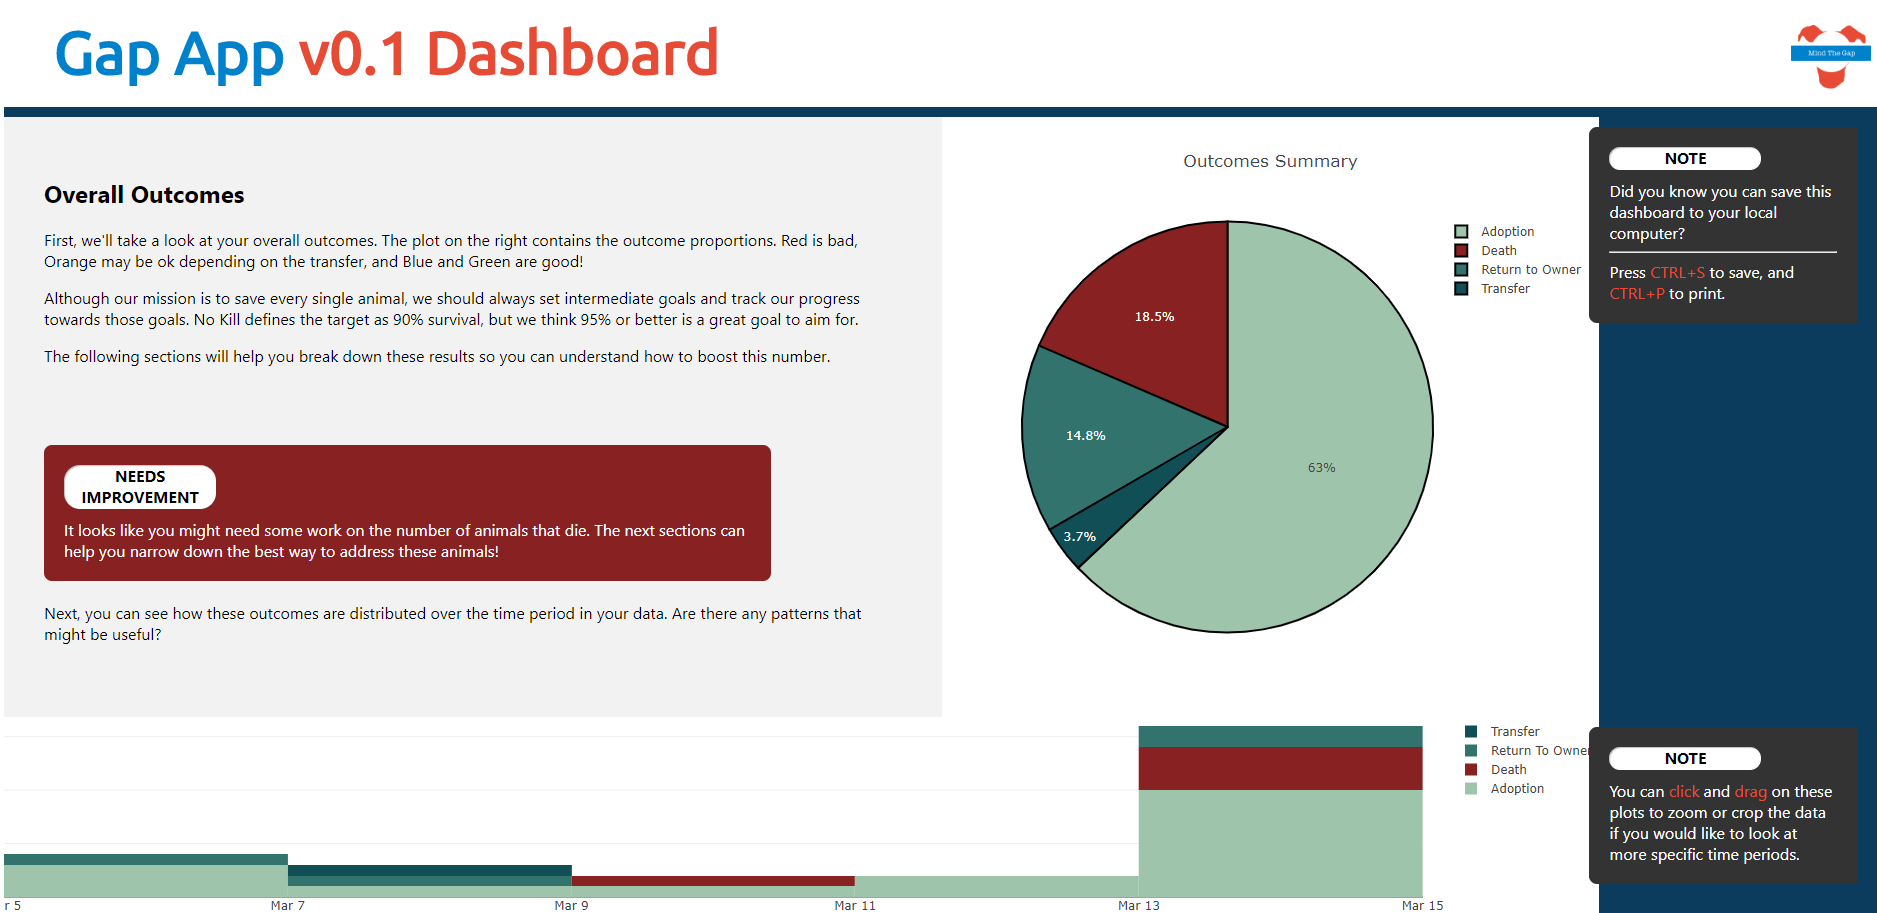 Gap App v0.1 Dashboard
Mind The Gap
Overall Outcomes
First, we'll take a look at your overall outcomes. The plot on the right contains the outcome proportions. Red is bad,
Orange may be ok depending on the transfer, and Blue and Green are good!
Although our mission is to save every single animal, we should always set intermediate goals and track our progress
towards those goals. No Kill defines the target as 90% survival, but we think 95% or better is a great goal to aim for.
The following sections will help you break down these results so you can understand how to boost this number.
NEEDS
IMPROVEMENT
It looks like you might need some work on the number of animals that die. The next sections can
help you narrow down the best way to address these animals!
Next, you can see how these outcomes are distributed over the time period in your data. Are there any patterns that
might be useful?
Outcomes Summary
18.5%
14.8%
3.7%
63%
Adoption
Death
Return to Owner
Transfer
NOTE
Did you know you can save this
dashboard to your local
computer?
Press CTRL+S to save, and
CTRL+P to print.
r 5
Mar 7
Mar 9
Mar 11
Mar 13
Mar 15
Transfer
Return To Owner
Death
Adoption
NOTE
You can click and drag on these
plots to zoom or crop the data
if you would like to look at
more specific time periods.